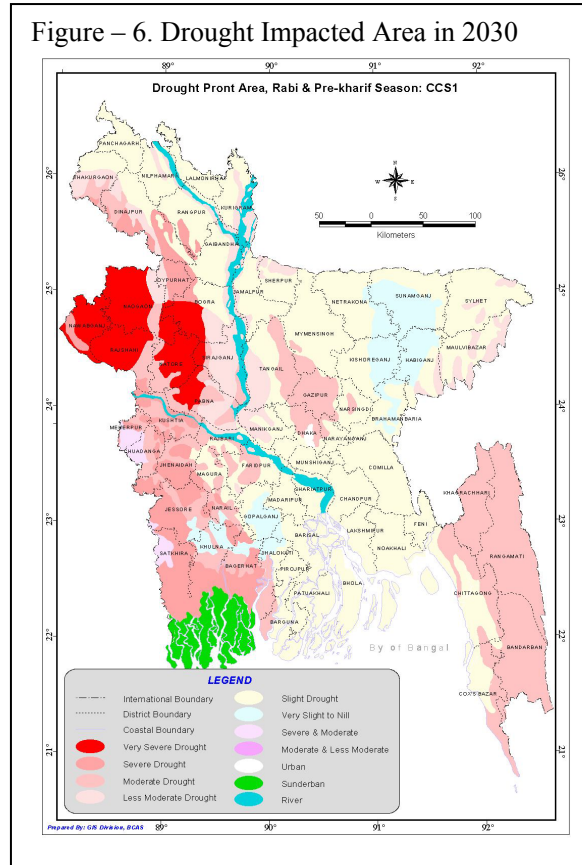 Figure – 6. Drought Impacted Area in 2030
Drought Pront Area, Rabi & Pre-kharif Season: CCS1
89° 90° 91° 92°
26° 25° 24° 23° 22° 21°
26° 25° 24° 23° 22° 21°
N
W E
S
50 0 50 100
Kilometers
PANCHAGARH
THAKURGAON
NILPHAMARI
LALMONIRHAT
DINAJPUR
RANGPUR
KURIGRAM
GAIBANDHA
JOYPURHAT
BOGRA
JAMALPUR
SHERPUR
NETRAKONA
SUNAMGANJ
SYLHET
NAOGAON
NAWABGANJ
RAJSHAHI
NATORE
SIRAJGANJ
TANGAIL
MYMENSINGH
KISHOREGANJ
HABIGANJ
MAULVIBAZAR
GAZIPUR
PABNA
NARSINGDI
BRAHAMANBARIA
MEHERPUR
KUSHTIA
MANIKGANJ
DHAKA
NARAYANGANJ
CHUADANGA
RAJBARI
JHENAIDAH
MAGURA
FARIDPUR
MUNSHIGANJ
COMILLA
SHARIATPUR
CHANDPUR
JESSORE
NARAIL
MADARIPUR
GOPALGANJ
KHAGRACHHARI
LAKSHMIPUR
FENI
NOAKHALI
BARISAL
RANGAMATI
KHULNA
SATKHIRA
JHALOKATI
BAGERHAT
PIROJPUR
BHOLA
CHITTAGONG
PATUAKHALI
BARGUNA
BANDARBAN
By of Bangal
COX'S BAZAR
LEGEND
International Boundary
District Boundary
Coastal Boundary
Very Severe Drought
Severe Drought
Moderate Drought
Less Moderate Drought
Slight Drought
Very Slight to Nill
Severe & Moderate
Moderate & Less Moderate
Urban
Sunderban
River
89° 90° 91° 92°
Prepared By: GIS Division, BCAS